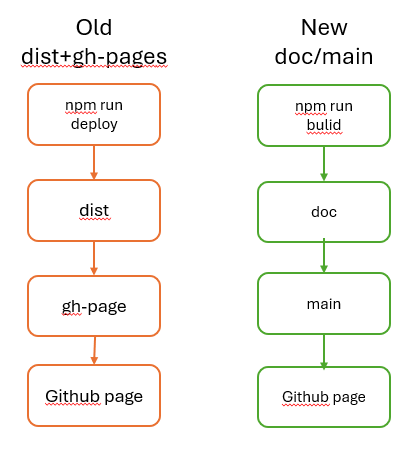 Old
dist+gh-pages
npm run
deploy
dist
gh-page
Github page
New
doc/main
npm run
bulid
doc
main
Github page